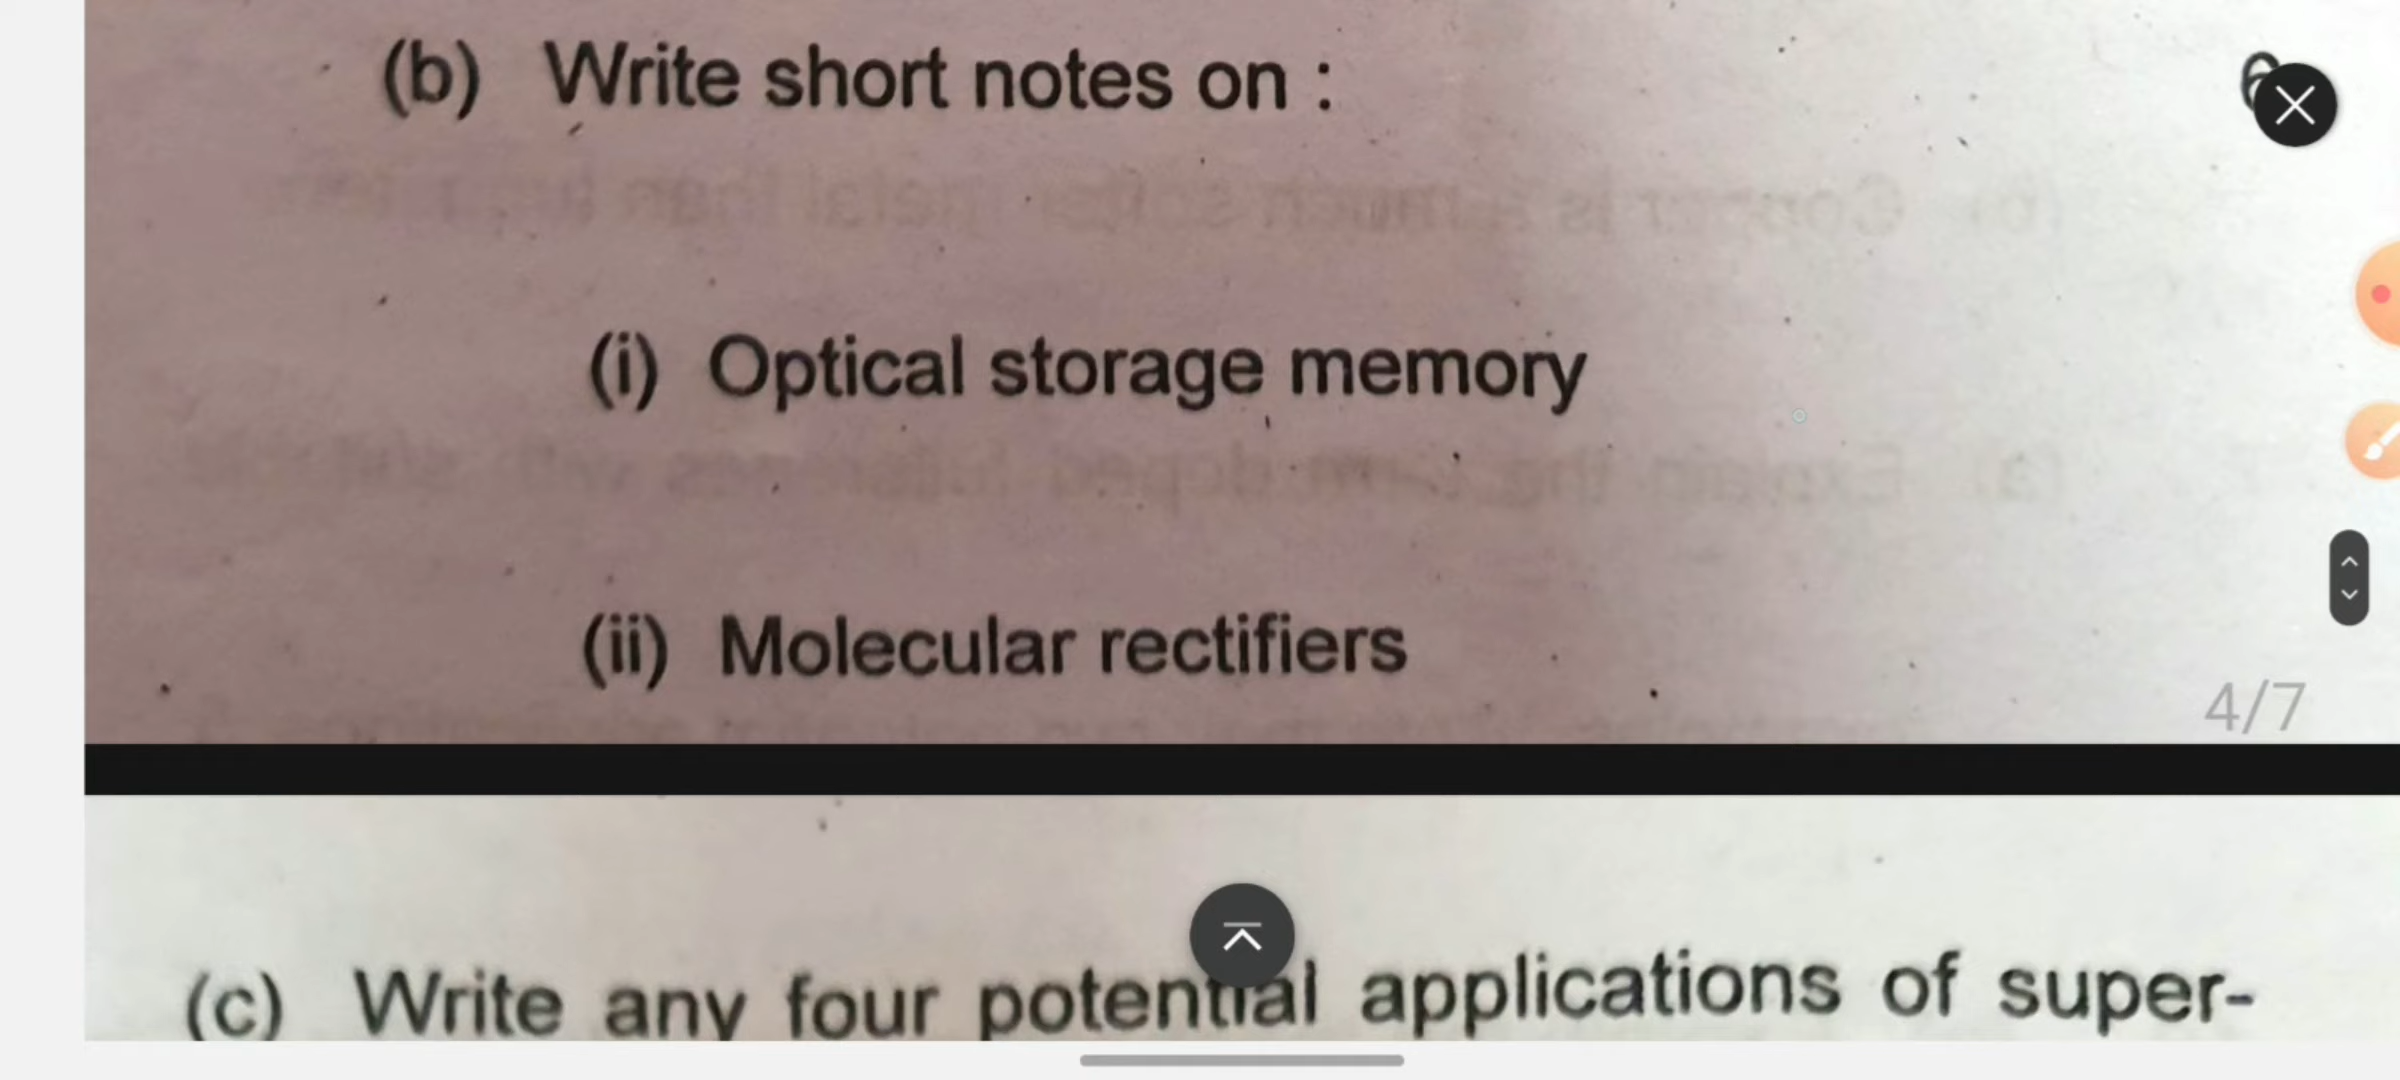 (b) Write short notes on :
(i) Optical storage memory
(ii) Molecular rectifiers
4/7
(c) Write any four potential applications of super-